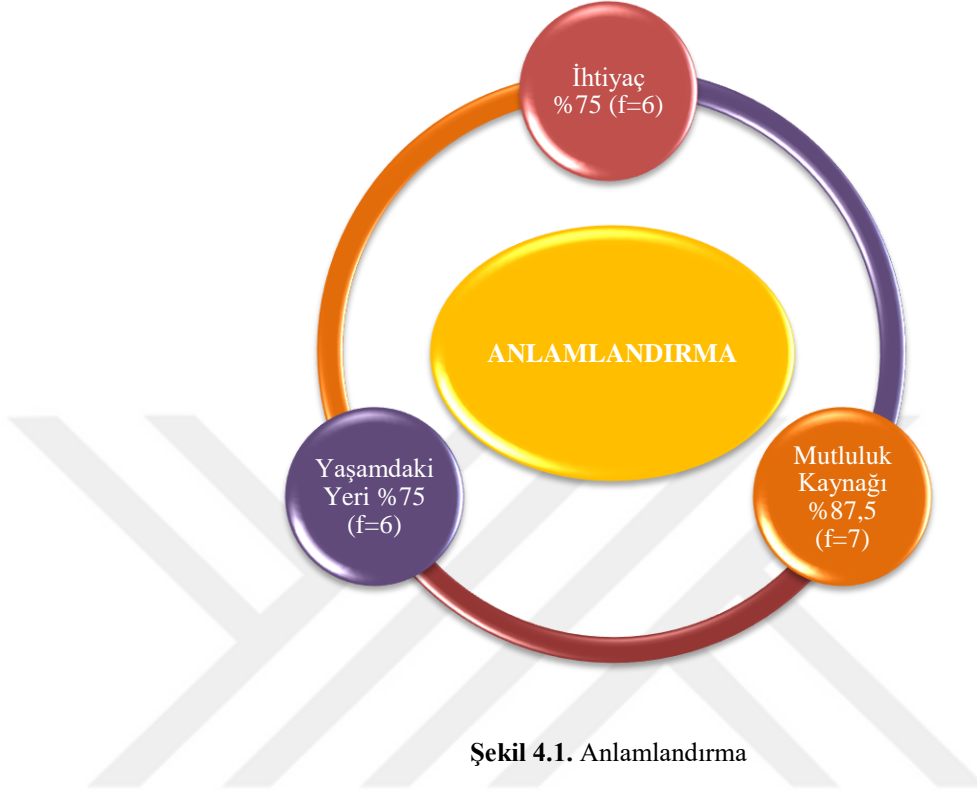 İhtiyaç
%75 (f=6)
ANLAMLANDIRMA
Yaşamdaki
Yeri %75
(f=6)
Mutluluk
Kaynağı
%87,5
(f=7)
Şekil 4.1. Anlamlandırma